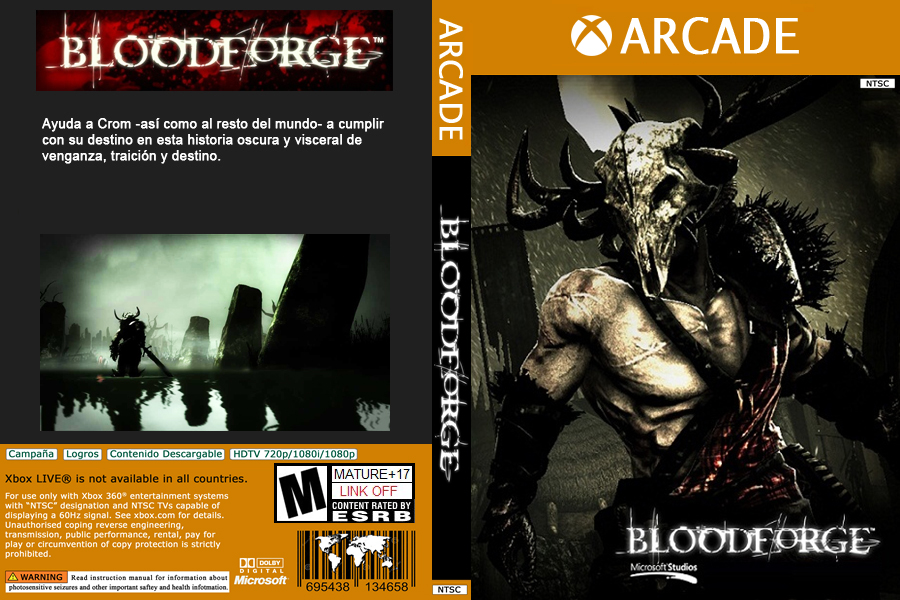 BLOODFORGE™
Ayuda a Crom -así como al resto del mundo- a cumplir
con su destino en esta historia oscura y visceral de
venganza, traición y destino.
Campaña Logros Contenido Descargable HDTV 720p/1080i/1080p
Xbox LIVE® is not available in all countries.
For use only with Xbox 360® entertainment systems
with “NTSC” designation and NTSC TVs capable of
displaying a 60Hz signal. See xbox.com for details.
Unauthorised coping reverse engineering,
transmission, public performance, rental, pay for
play or circumvention of copy protection is strictly
prohibited.
WARNING Read instruction manual for information about
photosensitive seizures and other important saftey and health infotmation.
DOLBY
DIGITAL
Microsoft®
M
MATURE+17
LINK OFF
CONTENT RATED BY
ESRB
695438 134658
ARCADE
BLOODFORGE
NTSC
ARCADE
NTSC
BLOODFORGE™
Microsoft Studios